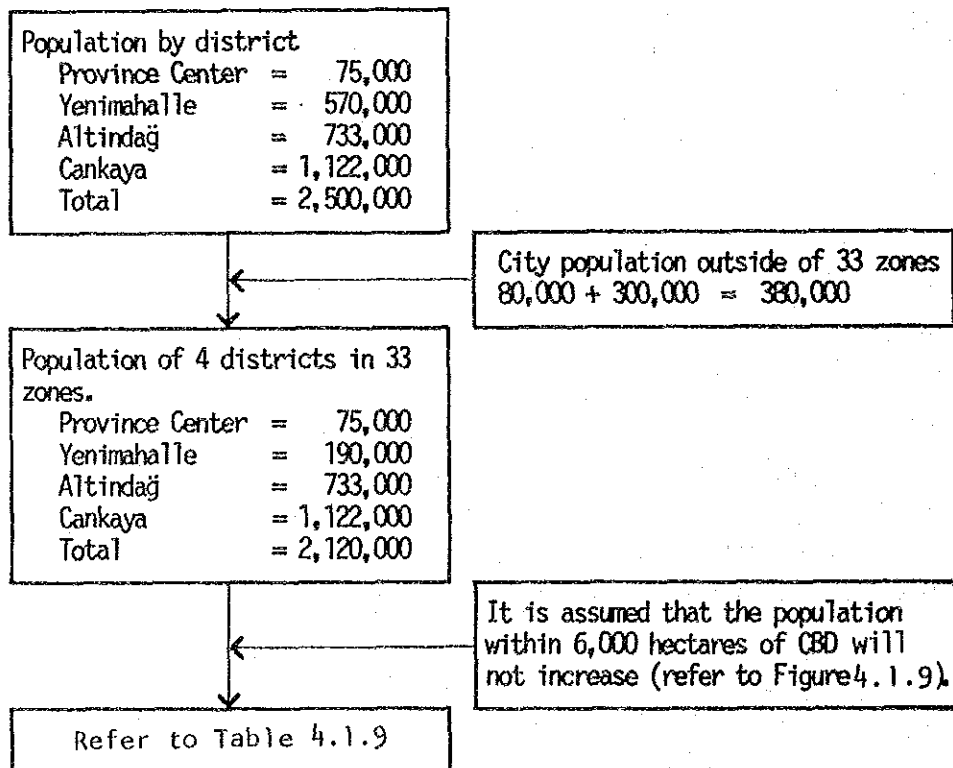 Population by district
Province Center = 75,000
Yenimahalle = 570,000
Altindağ = 733,000
Cankaya = 1,122,000
Total = 2,500,000
City population outside of 33 zones
80,000 + 300,000 = 380,000
Population of 4 districts in 33
zones.
Province Center = 75,000
Yenimahalle = 190,000
Altindağ = 733,000
Cankaya = 1,122,000
Total = 2,120,000
It is assumed that the population
within 6,000 hectares of CBD will
not increase (refer to Figure 4.1.9).
Refer to Table 4.1.9